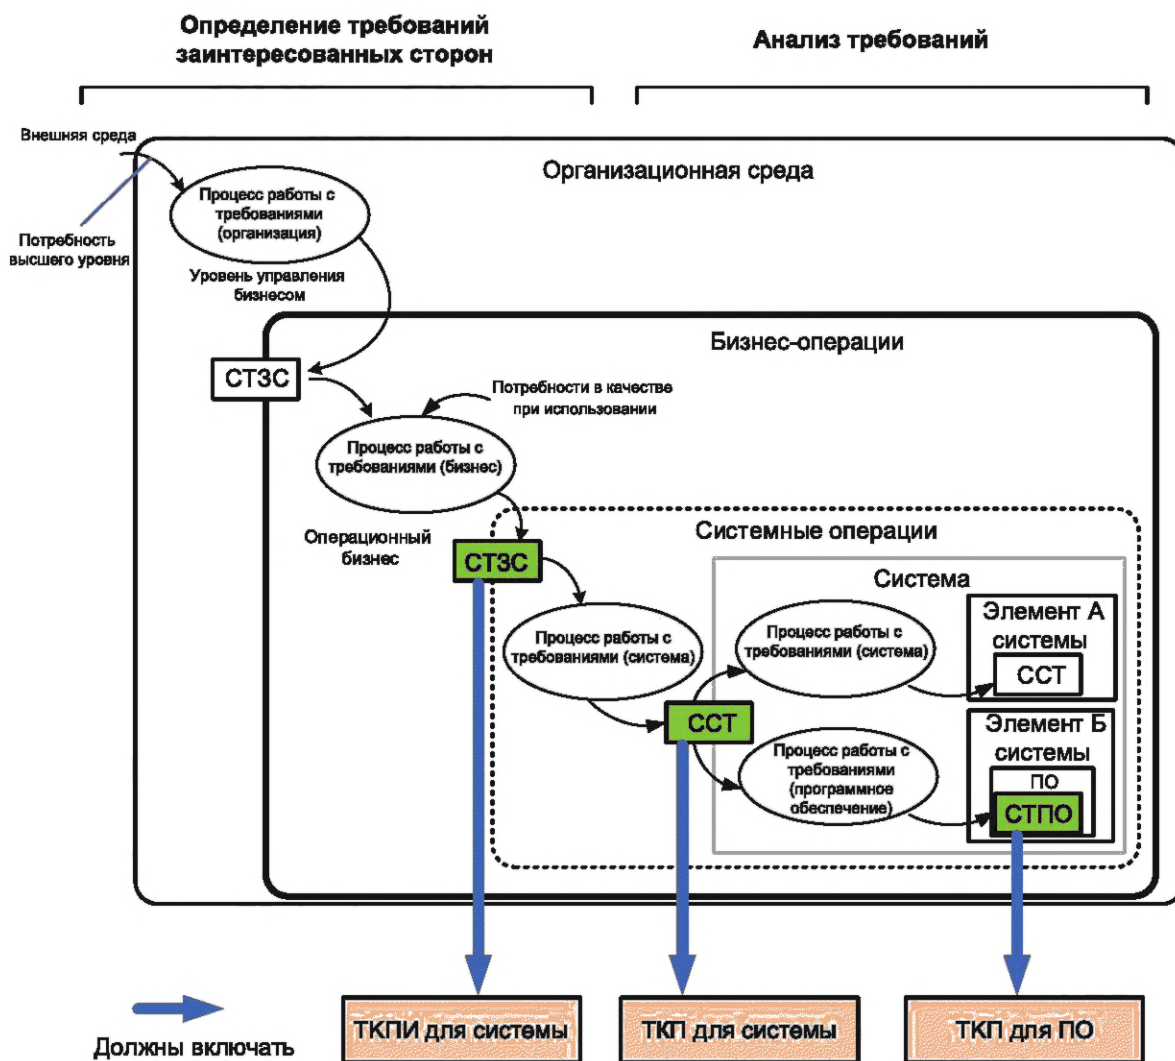 Определение требований
заинтересованных сторон
Анализ требований
Внешняя среда
Организационная среда
Процесс работы с
требованиями
(организация)
Потребность
высшего уровня
Уровень управления
бизнесом
Бизнес-операции
СТЗС
Потребности в качестве
при использовании
Процесс работы с
требованиями (бизнес)
Операционный
бизнес
Системные операции
СТЗС
Система
Процесс работы с
требованиями (система)
Процесс работы с
требованиями (система)
Элемент А
системы
ССТ
ССТ
Процесс работы с
требованиями
(программное
обеспечение)
Элемент Б
системы
ПО
СТПО
Должны включать
ТКПИ для системы
ТКП для системы
ТКП для ПО